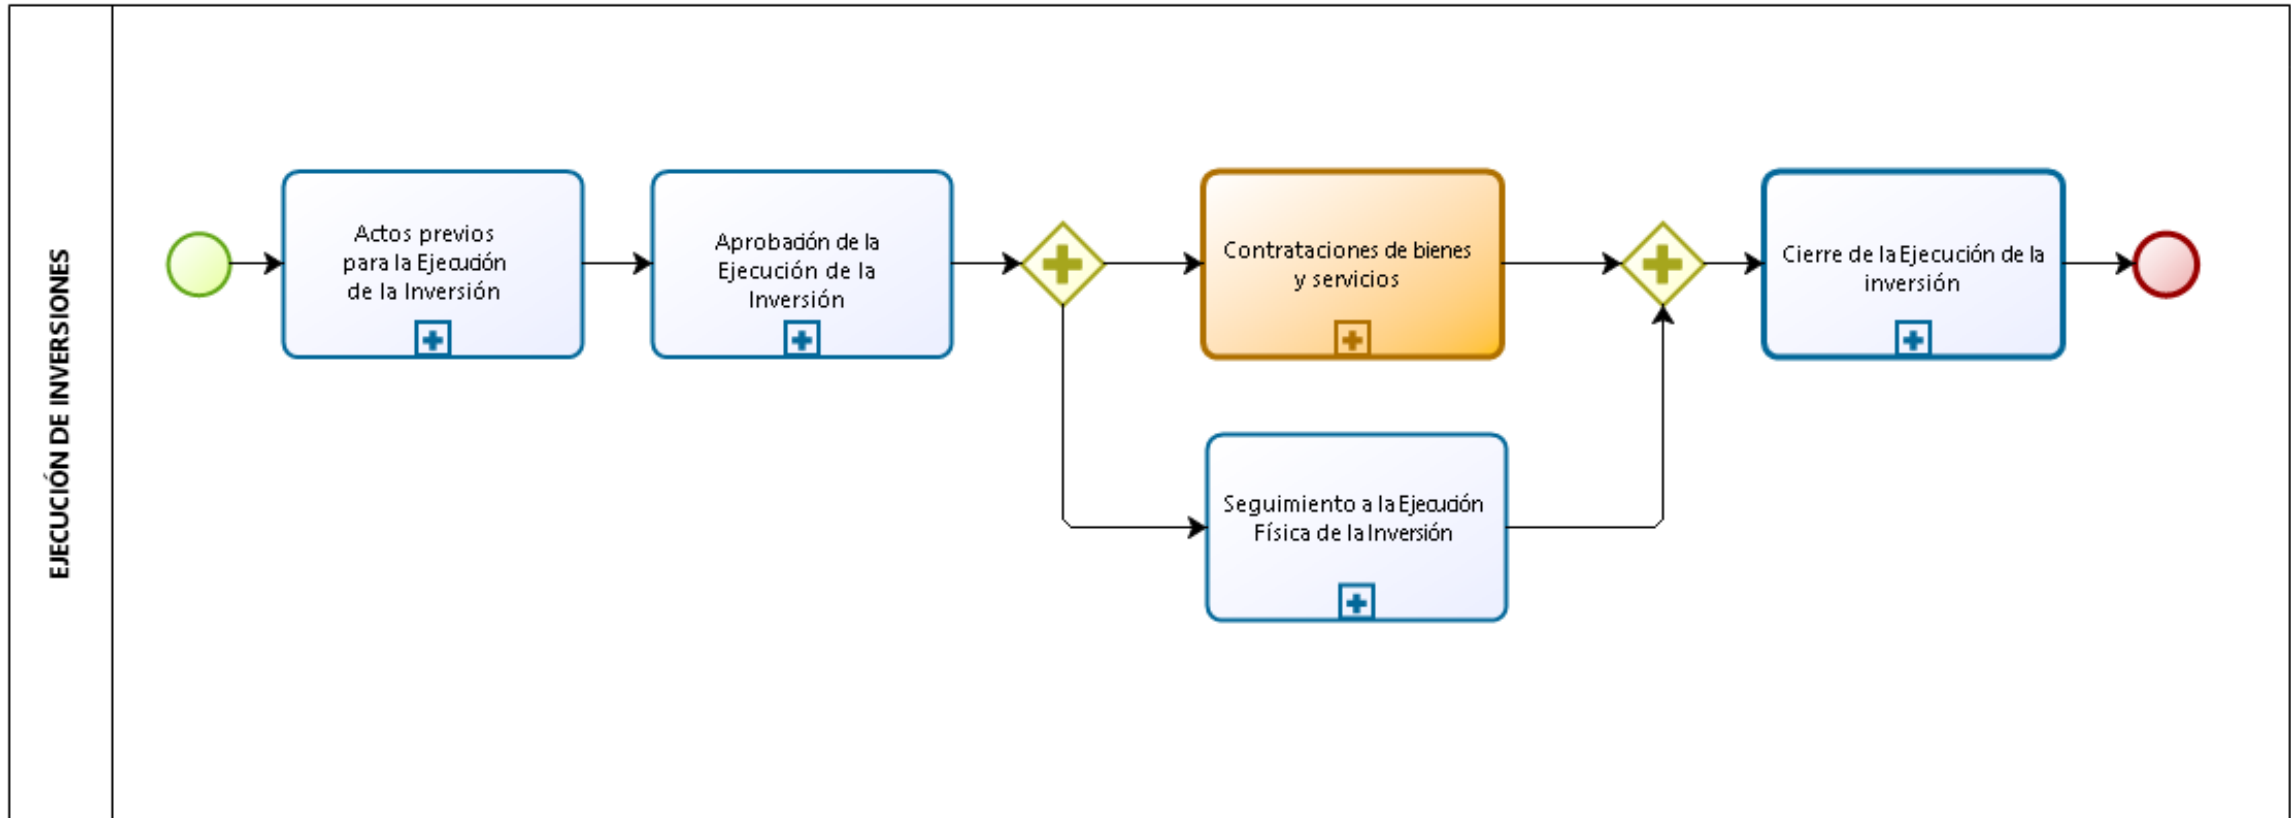 EJECUCIÓN DE INVERSIONES
Actos previos
para la Ejecución
de la Inversión
Aprobación de la
Ejecución de la
Inversión
Contrataciones de bienes
y servicios
Seguimiento a la Ejecución
Física de la Inversión
Cierre de la Ejecución de la
inversión